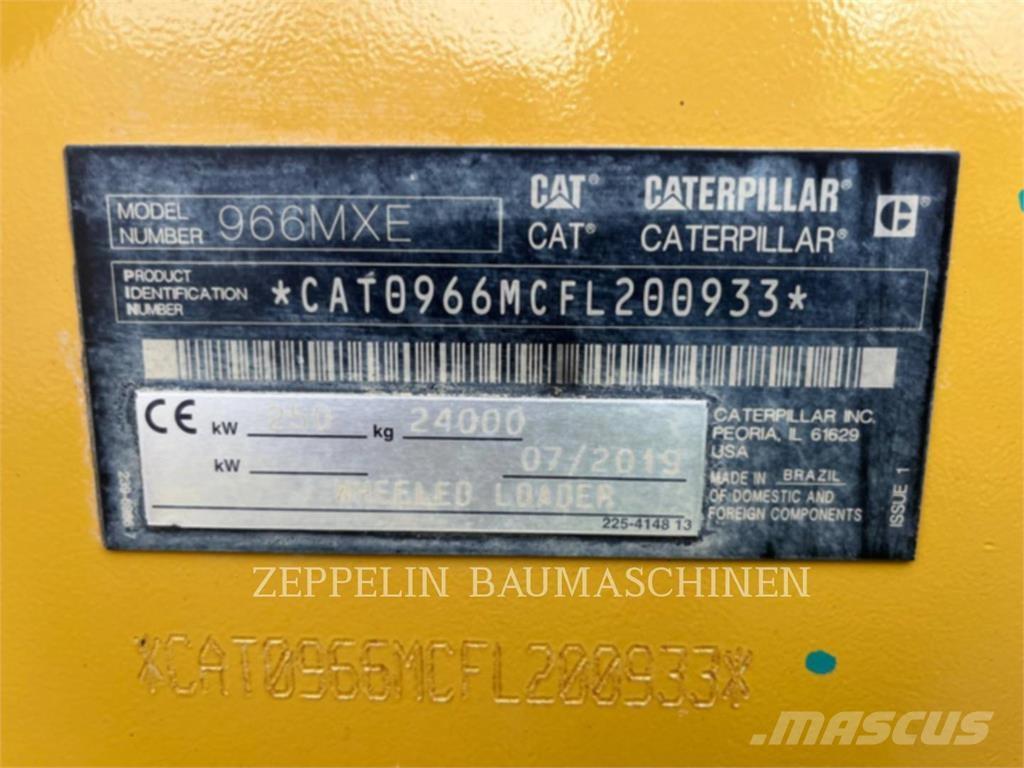 MODEL NUMBER 966MXE
CAT® CATERPILLAR®
CAT® CATERPILLAR®
PRODUCT IDENTIFICATION NUMBER *CAT0966MCFL200933*
CE kW 250 kg 24000
kW 07/2019
WHEELED LOADER
225-4148 13
CATERPILLAR INC.
PEORIA, IL 61629
USA
MADE IN BRAZIL
OF DOMESTIC AND
FOREIGN COMPONENTS
ISSUE 1
ZEPPELIN BAUMASCHINEN
*CAT0966MCFL200933*
MASCUS